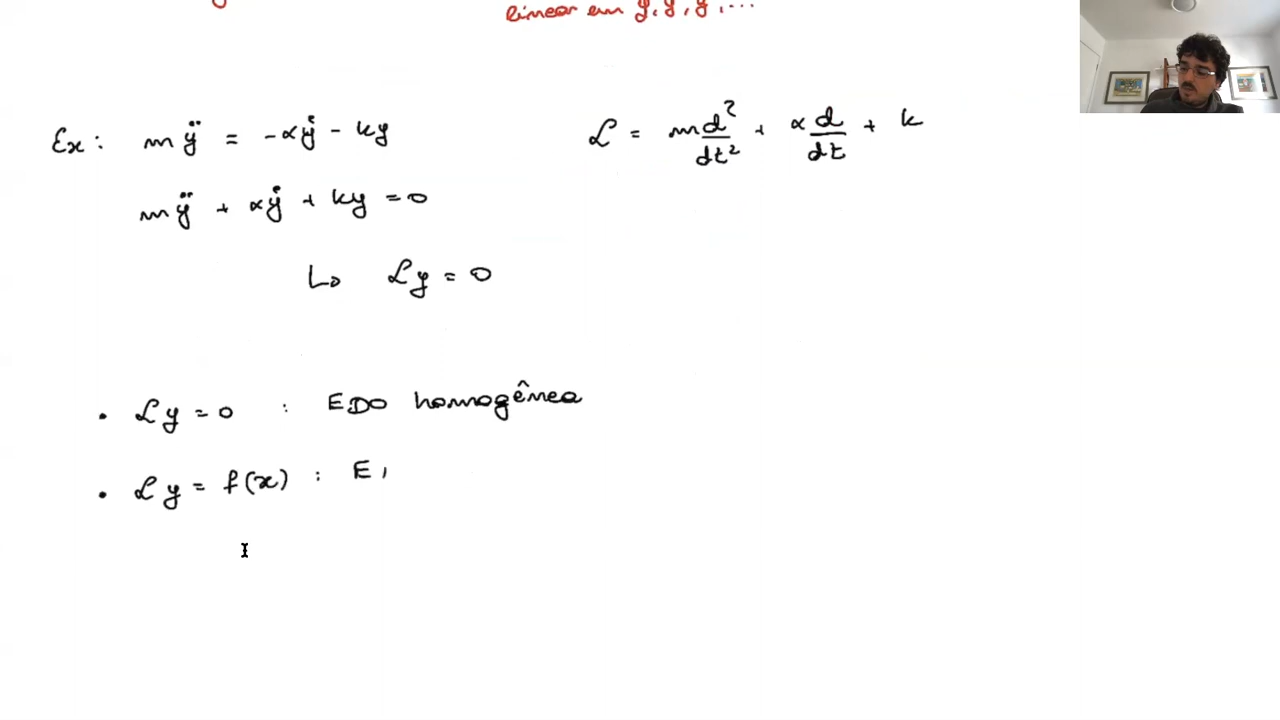 linear em ẏ, ẏ, ÿ, ...
Ex: mÿ = -αẏ - ky
ℒ = m d²/dt² + α d/dt + k
mÿ + αẏ + ky = 0
↳ ℒy = 0
• ℒy = 0 : EDO homogênea
• ℒy = f(x) : E